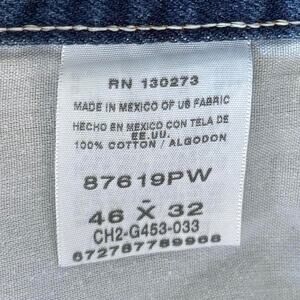 RN 130273
MADE IN MEXICO OF US FABRIC
HECHO EN MEXICO CON TELA DE
EE.UU.
100% COTTON / ALGODON
87619PW
-
46 X 32
CH2-G453-033